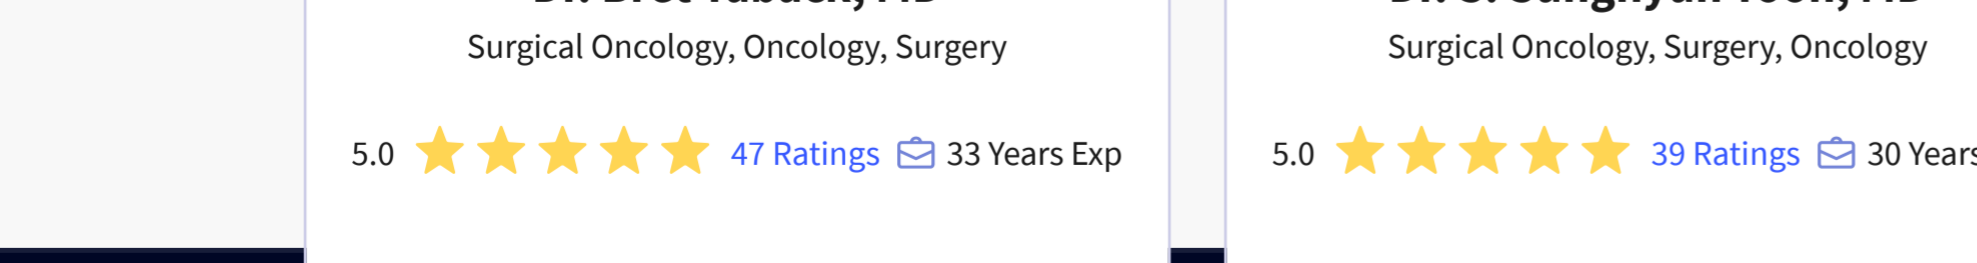 Surgical Oncology, Oncology, Surgery
5.0 47 Ratings 33 Years Exp
Surgical Oncology, Surgery, Oncology
5.0 39 Ratings 30 Years